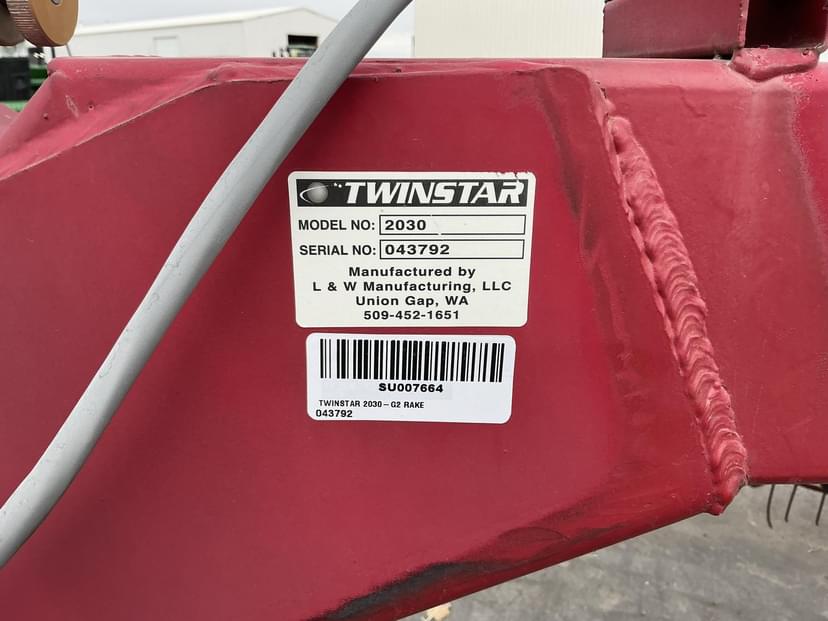 TWINSTAR
MODEL NO: 2030
SERIAL NO: 043792
Manufactured by
L & W Manufacturing, LLC
Union Gap, WA
509-452-1651
SU007664
TWINSTAR 2030-G2 RAKE
043792